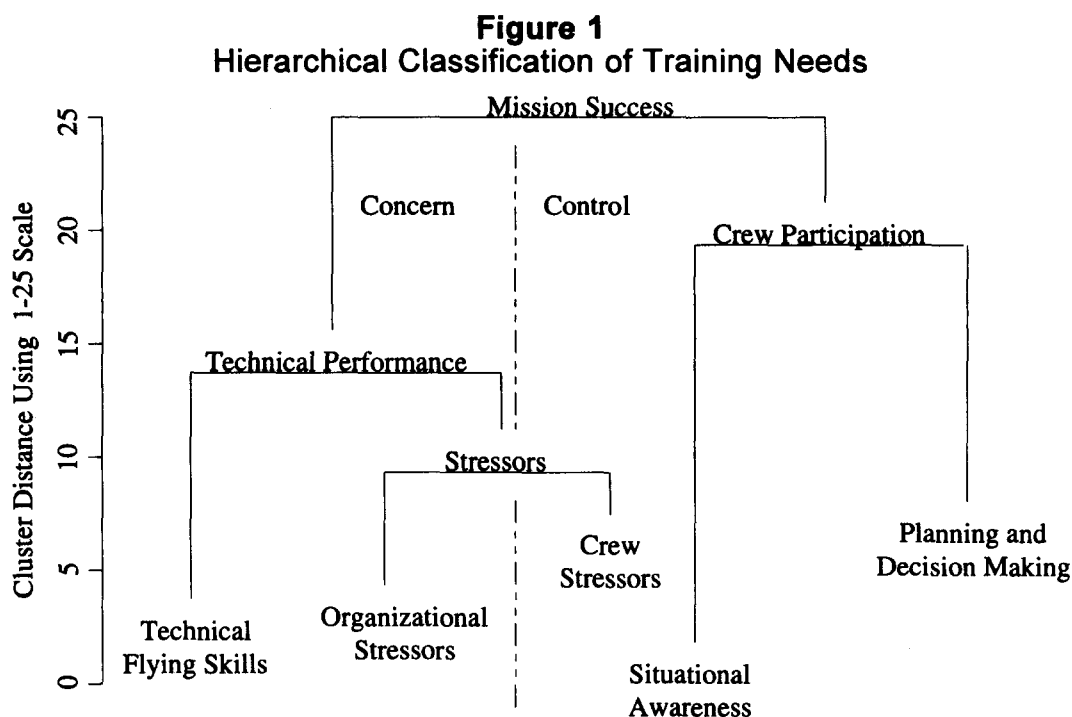 Figure 1
Hierarchical Classification of Training Needs
Cluster Distance Using 1-25 Scale
25
20
15
10
5
0
Mission Success
Concern
Control
Crew Participation
Technical Performance
Stressors
Crew
Stressors
Planning and
Decision Making
Organizational
Stressors
Technical
Flying Skills
Situational
Awareness